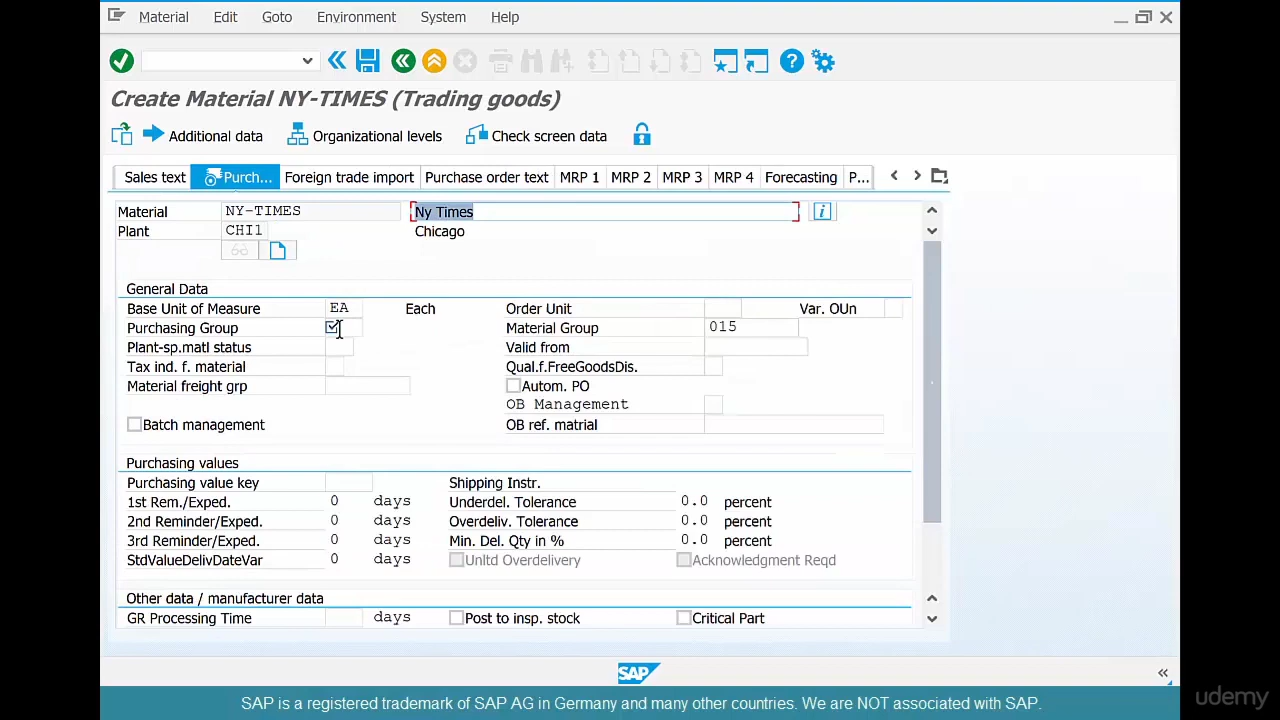 Material Edit Goto Environment System Help
Create Material NY-TIMES (Trading goods)
Additional data Organizational levels Check screen data
Sales text Purch... Foreign trade import Purchase order text MRP 1 MRP 2 MRP 3 MRP 4 Forecasting P...
Material NY-TIMES Ny Times
Plant CHI1 Chicago
General Data
Base Unit of Measure EA Each Order Unit Var. OUn
Purchasing Group Material Group 015
Plant-sp.matl status Valid from
Tax ind. f. material Qual.f.FreeGoodsDis.
Material freight grp Autom. PO
OB Management
Batch management OB ref. matrial
Purchasing values
Purchasing value key Shipping Instr.
1st Rem./Exped. 0 days Underdel. Tolerance 0.0 percent
2nd Reminder/Exped. 0 days Overdeliv. Tolerance 0.0 percent
3rd Reminder/Exped. 0 days Min. Del. Qty in % 0.0 percent
StdValueDelivDateVar 0 days Unltd Overdelivery Acknowledgment Reqd
Other data / manufacturer data
GR Processing Time days Post to insp. stock Critical Part
SAP
SAP is a registered trademark of SAP AG in Germany and many other countries. We are NOT associated with SAP.
udemy